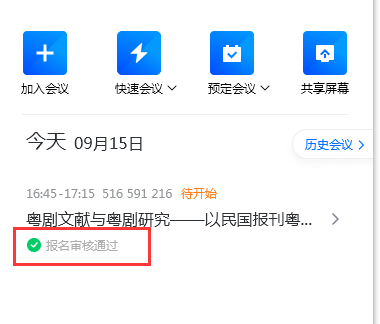 加入会议 快速会议 预定会议 共享屏幕
今天 09月15日 历史会议
16:45-17:15 516 591 216 待开始
粤剧文献与粤剧研究——以民国报刊粤...
报名审核通过